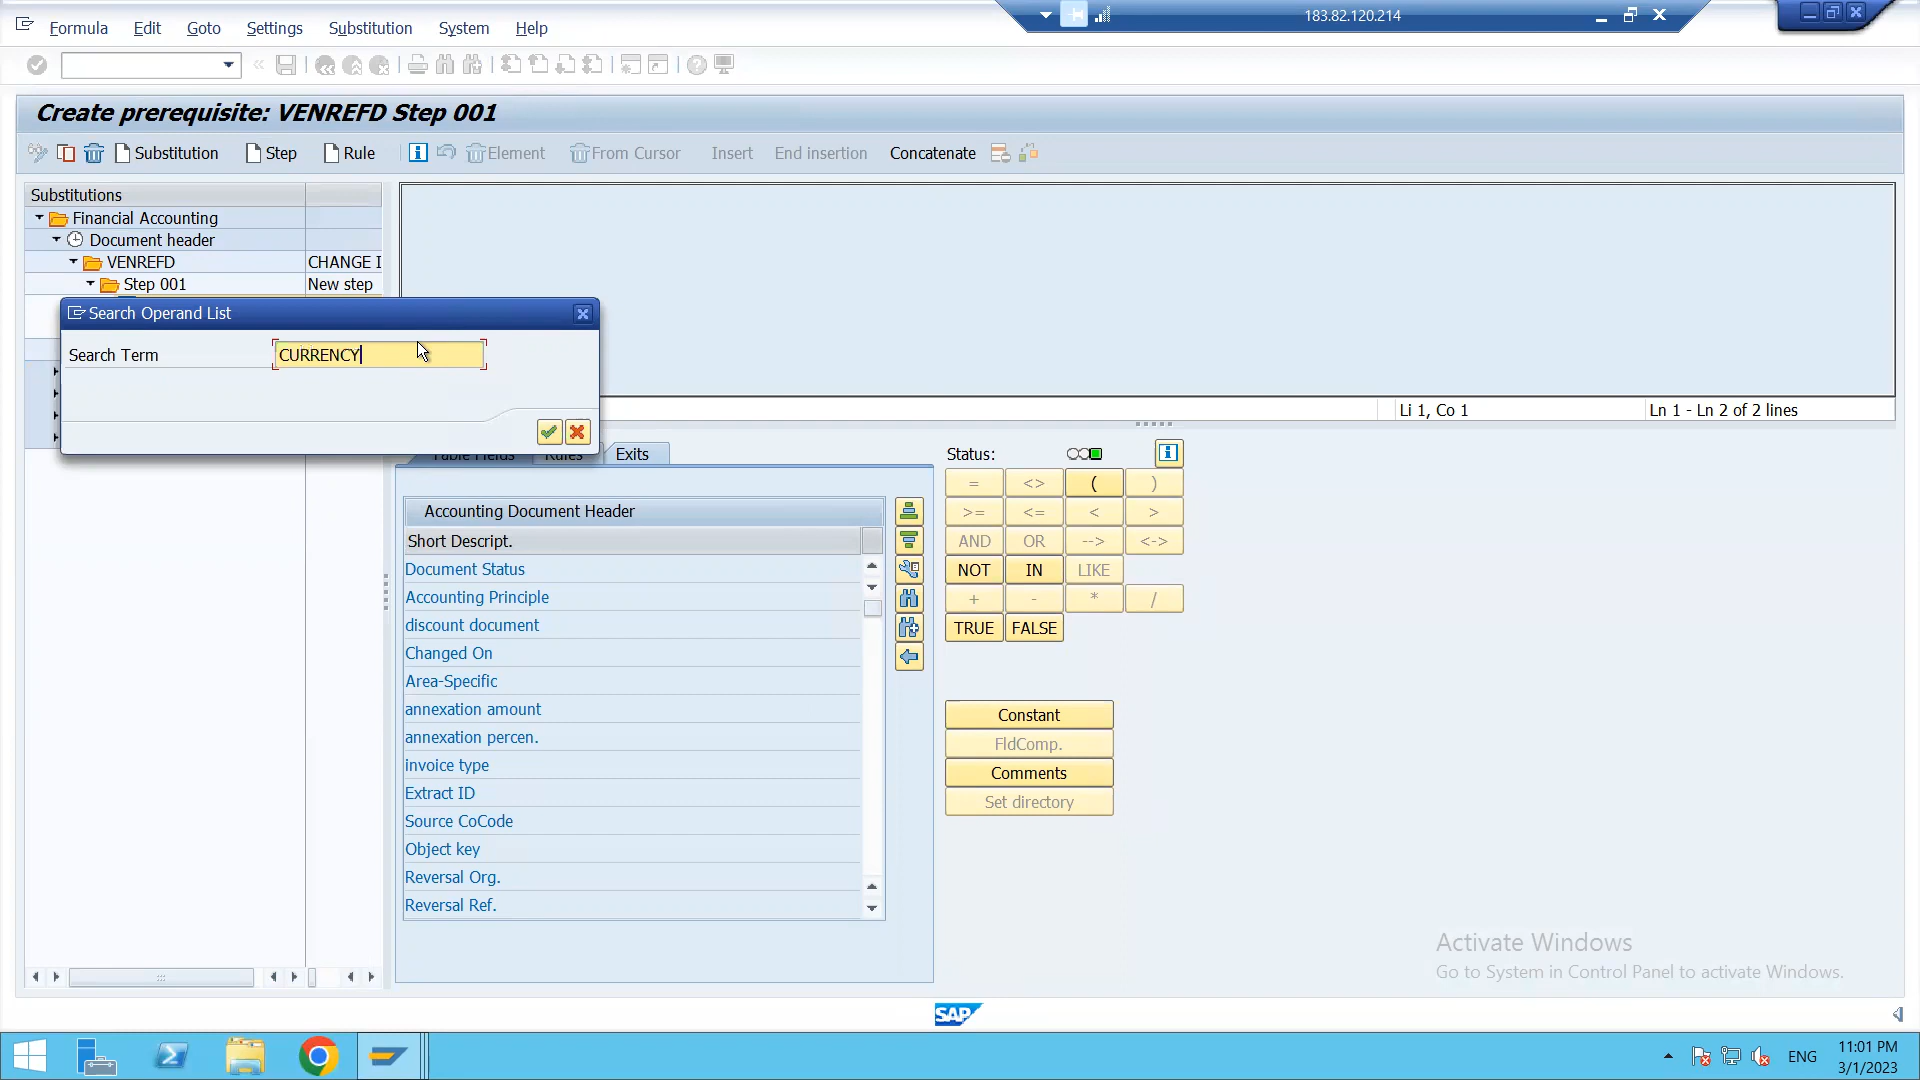 183.82.120.214
Formula Edit Goto Settings Substitution System Help
Create prerequisite: VENREFD Step 001
Substitution Step Rule Element From Cursor Insert End insertion Concatenate
Substitutions
Financial Accounting
Document header
VENREFD CHANGE I
Step 001 New step
Search Operand List
Search Term CURRENCY
Li 1, Co 1 Ln 1 - Ln 2 of 2 lines
Table Fields Rules Exits
Status:
Accounting Document Header
Short Descript.
Document Status
Accounting Principle
discount document
Changed On
Area-Specific
annexation amount
annexation percen.
invoice type
Extract ID
Source CoCode
Object key
Reversal Org.
Reversal Ref.
= <> ( )
>= <= < >
AND OR --> <->
NOT IN LIKE
+ - * /
TRUE FALSE
Constant
FldComp.
Comments
Set directory
Activate Windows
Go to System in Control Panel to activate Windows.
SAP
ENG
11:01 PM
3/1/2023